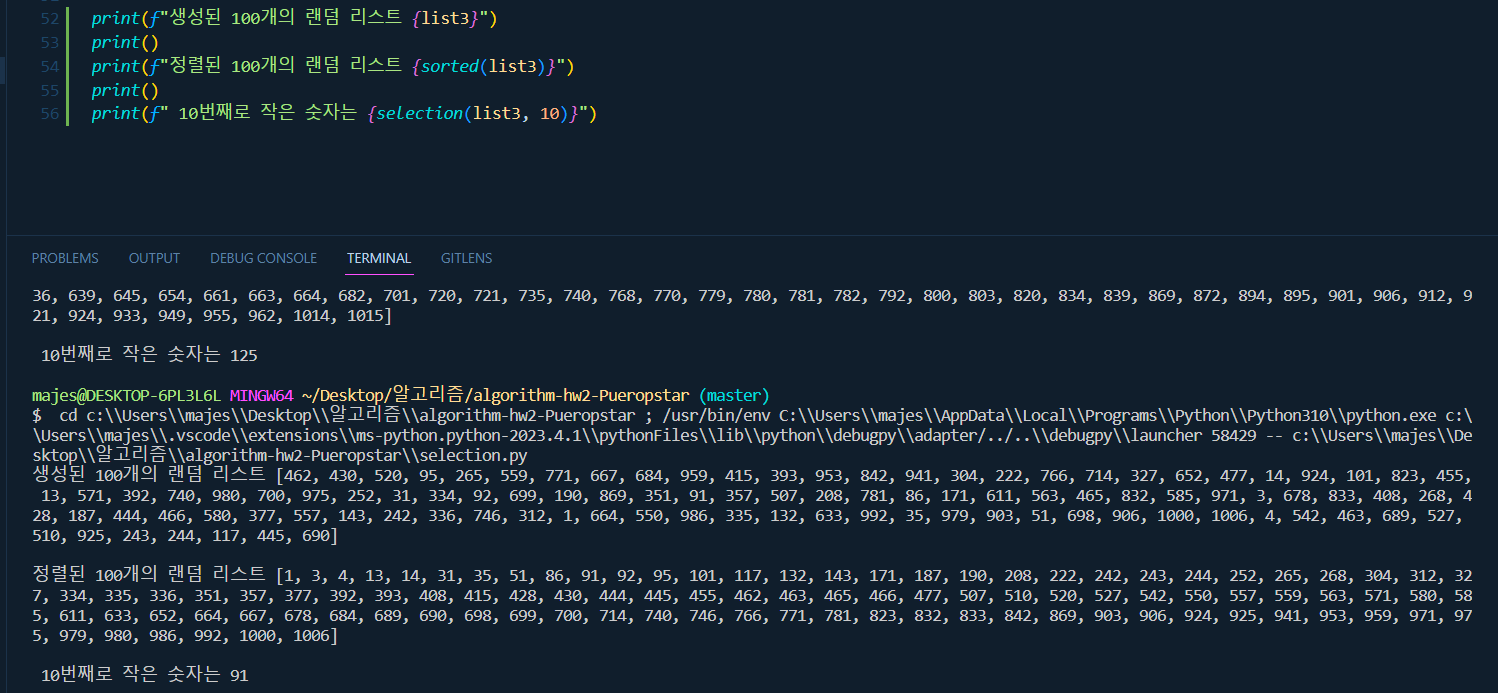 52 print(f"생성된 100개의 랜덤 리스트 {list3}")
53 print()
54 print(f"정렬된 100개의 랜덤 리스트 {sorted(list3)}")
55 print()
56 print(f" 10번째로 작은 숫자는 {selection(list3, 10)}")
PROBLEMS OUTPUT DEBUG CONSOLE TERMINAL GITLENS
36, 639, 645, 654, 661, 663, 664, 682, 701, 720, 721, 735, 740, 768, 770, 779, 780, 781, 782, 792, 800, 803, 820, 834, 839, 869, 872, 894, 895, 901, 906, 912, 9
21, 924, 933, 949, 955, 962, 1014, 1015]
10번째로 작은 숫자는 125
majes@DESKTOP-6PL3L6L MINGW64 ~/Desktop/알고리즘/algorithm-hw2-Pueropstar (master)
$ cd c:\\Users\\majes\\Desktop\\알고리즘\\algorithm-hw2-Pueropstar ; /usr/bin/env C:\\Users\\majes\\AppData\\Local\\Programs\\Python\\Python310\\python.exe c:\
\Users\\majes\\.vscode\\extensions\\ms-python.python-2023.4.1\\pythonFiles\\lib\\python\\debugpy\\adapter/../..\\debugpy\\launcher 58429 -- c:\\Users\\majes\\De
sktop\\알고리즘\\algorithm-hw2-Pueropstar\\selection.py
생성된 100개의 랜덤 리스트 [462, 430, 520, 95, 265, 559, 771, 667, 684, 959, 415, 393, 953, 842, 941, 304, 222, 766, 714, 327, 652, 477, 14, 924, 101, 823, 455,
13, 571, 392, 740, 980, 700, 975, 252, 31, 334, 92, 699, 190, 869, 351, 91, 357, 507, 208, 781, 86, 171, 611, 563, 465, 832, 585, 971, 3, 678, 833, 408, 268, 4
28, 187, 444, 466, 580, 377, 557, 143, 242, 336, 746, 312, 1, 664, 550, 986, 335, 132, 633, 992, 35, 979, 903, 51, 698, 906, 1000, 1006, 4, 542, 463, 689, 527,
510, 925, 243, 244, 117, 445, 690]
정렬된 100개의 랜덤 리스트 [1, 3, 4, 13, 14, 31, 35, 51, 86, 91, 92, 95, 101, 117, 132, 143, 171, 187, 190, 208, 222, 242, 243, 244, 252, 265, 268, 304, 312, 32
7, 334, 335, 336, 351, 357, 377, 392, 393, 408, 415, 428, 430, 444, 445, 455, 462, 463, 465, 466, 477, 507, 510, 520, 527, 542, 550, 557, 559, 563, 571, 580, 58
5, 611, 633, 652, 664, 667, 678, 684, 689, 690, 698, 699, 700, 714, 740, 746, 766, 771, 781, 823, 832, 833, 842, 869, 903, 906, 924, 925, 941, 953, 959, 971, 97
5, 979, 980, 986, 992, 1000, 1006]
10번째로 작은 숫자는 91